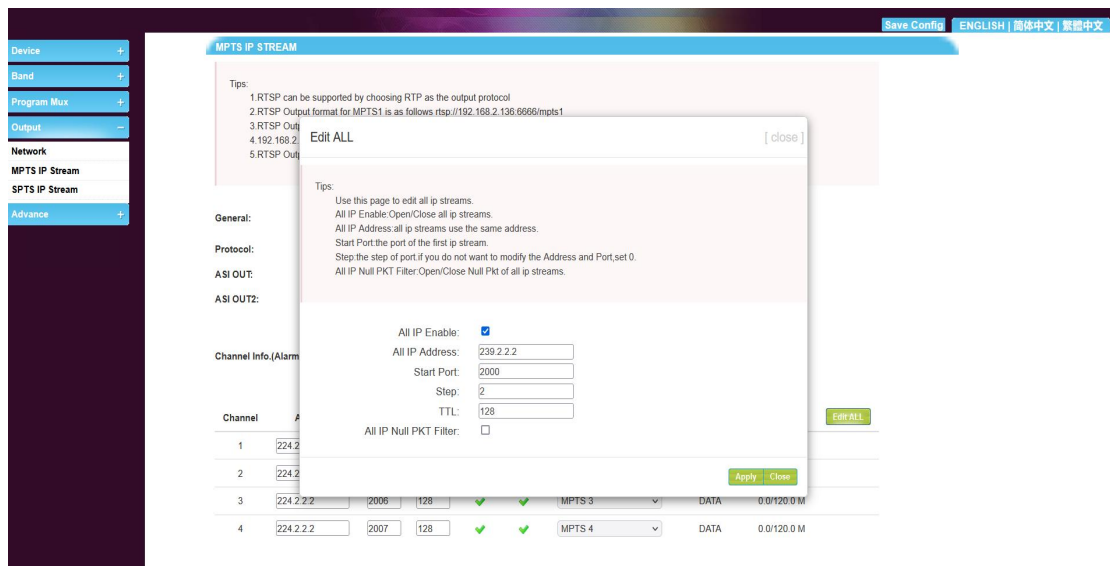 Save Config ENGLISH | 简体中文 | 繁體中文
Device +
Band +
Program Mux +
Output −
Network
MPTS IP Stream
SPTS IP Stream
Advance +
MPTS IP STREAM
Tips:
1.RTSP can be supported by choosing RTP as the output protocol
2.RTSP Output format for MPTS1 is as follows rtsp://192.168.2.136:6666/mpts1
3.RTSP
4.192.168.2.
5.RTSP
General:
Protocol:
ASI OUT:
ASI OUT2:
Channel Info.(Alarm
Channel
Edit ALL
1 224.2
2 224.2
3 224.2.2.2 2006 128 MPTS 3 DATA 0.0/120.0 M
4 224.2.2.2 2007 128 MPTS 4 DATA 0.0/120.0 M
Edit ALL [ close ]
Tips:
Use this page to edit all ip streams.
All IP Enable:Open/Close all ip streams.
All IP Address:all ip streams use the same address.
Start Port:the port of the first ip stream.
Step:the step of port.if you do not want to modify the Address and Port,set 0.
All IP Null PKT Filter:Open/Close Null Pkt of all ip streams.
All IP Enable:
All IP Address: 239.2.2.2
Start Port: 2000
Step: 2
TTL: 128
All IP Null PKT Filter:
Apply Close